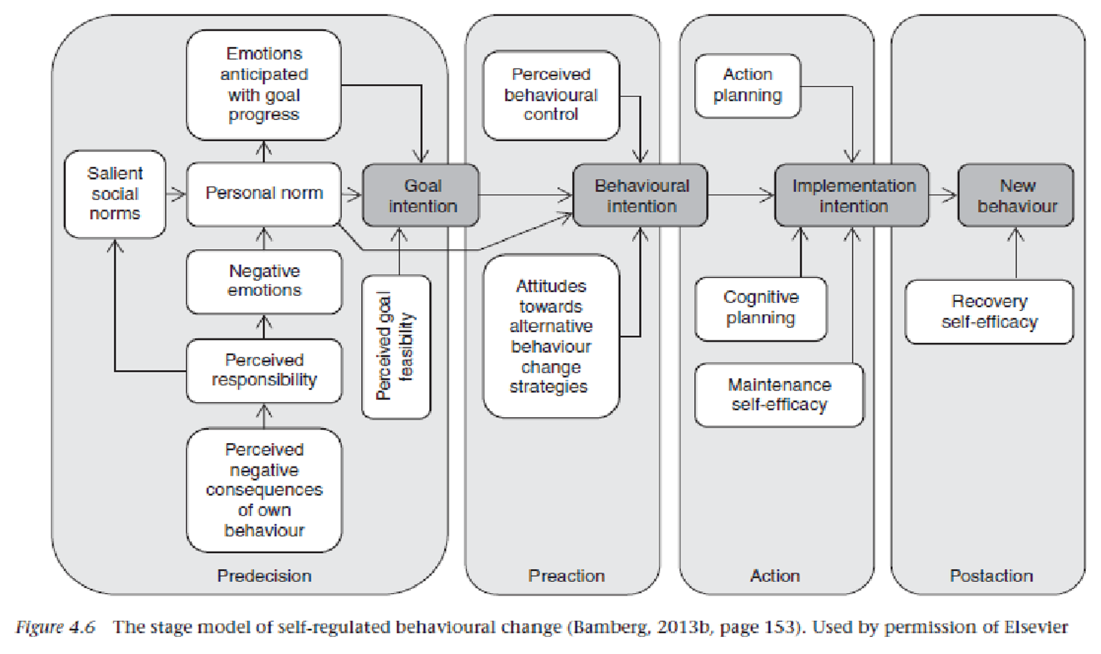 Emotions
anticipated
with goal
progress
Salient
social
norms
Personal norm
Negative
emotions
Perceived
responsibility
Perceived
negative
consequences
of own
behaviour
Goal
intention
Perceived goal
feasibility
Predecision
Perceived
behavioural
control
Behavioural
intention
Attitudes
towards
alternative
behaviour
change
strategies
Preaction
Action
planning
Implementation
intention
Cognitive
planning
Maintenance
self-efficacy
Action
New
behaviour
Recovery
self-efficacy
Postaction
Figure 4.6 The stage model of self-regulated behavioural change (Bamberg, 2013b, page 153). Used by permission of Elsevier